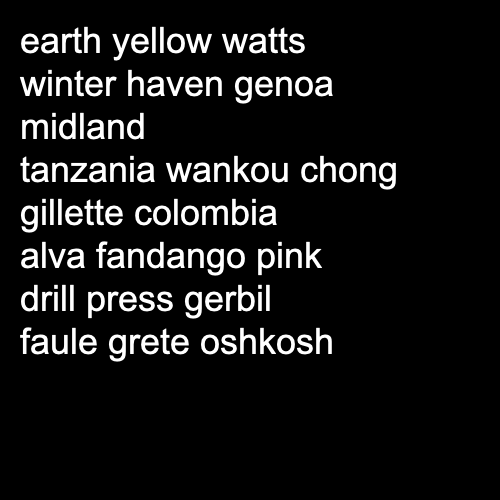 earth yellow watts
winter haven genoa
midland
tanzania wankou chong
gillette colombia
alva fandango pink
drill press gerbil
faule grete oshkosh